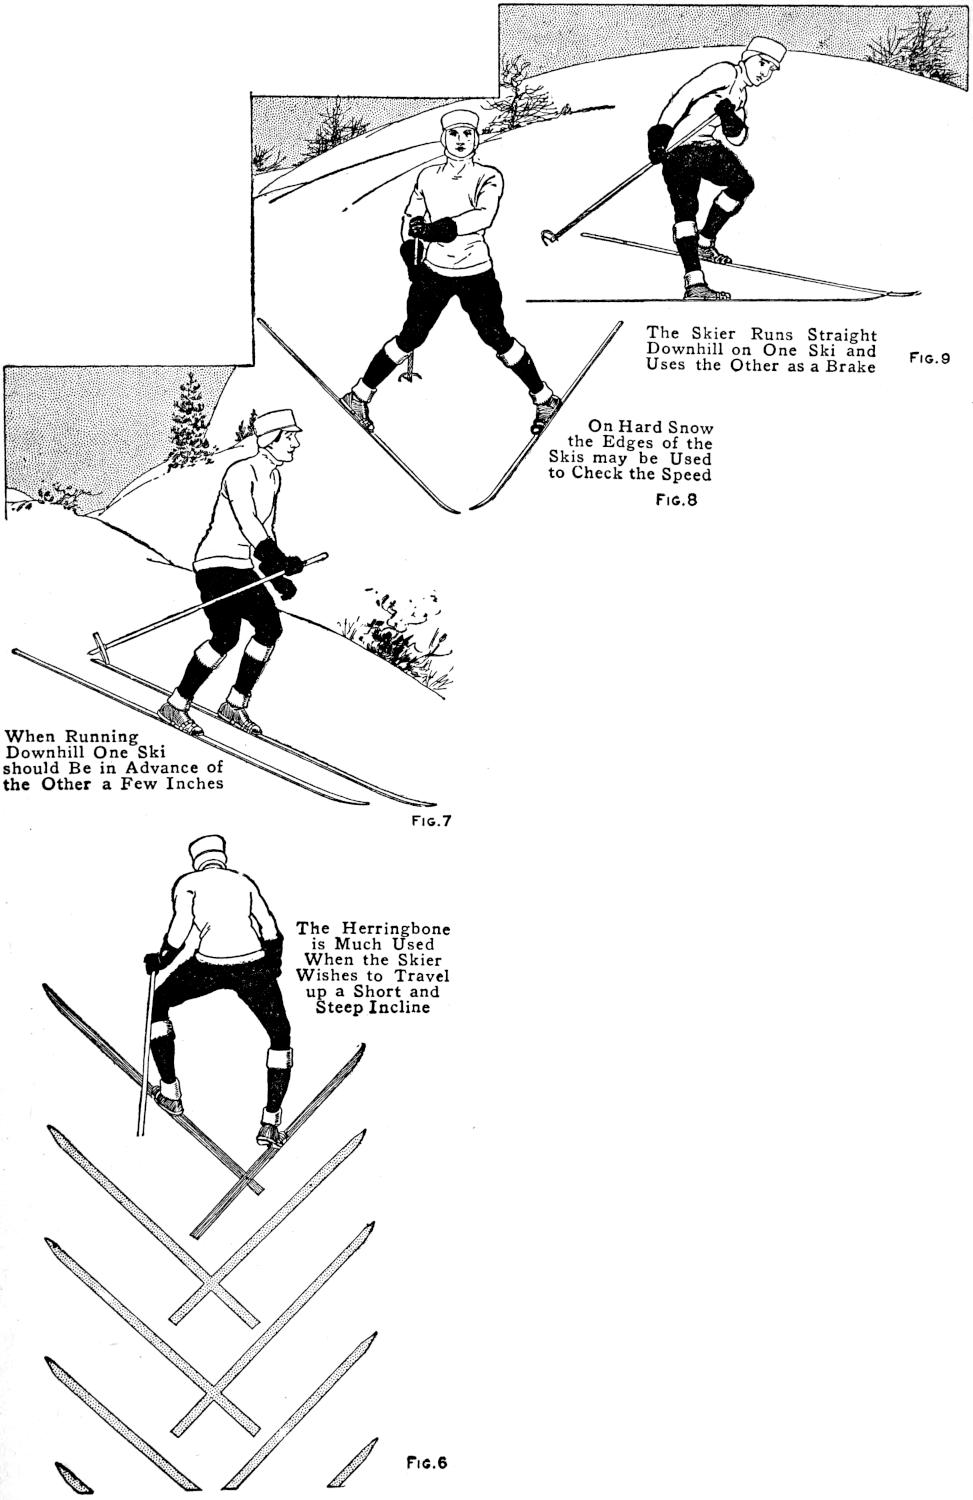 The Skier Runs Straight
Downhill on One Ski and
Uses the Other as a Brake
FIG.9
On Hard Snow
the Edges of the
Skis may be Used
to Check the Speed
FIG.8
When Running
Downhill One Ski
should Be in Advance of
the Other a Few Inches
FIG.7
The Herringbone
is Much Used
When the Skier
Wishes to Travel
up a Short and
Steep Incline
FIG.6